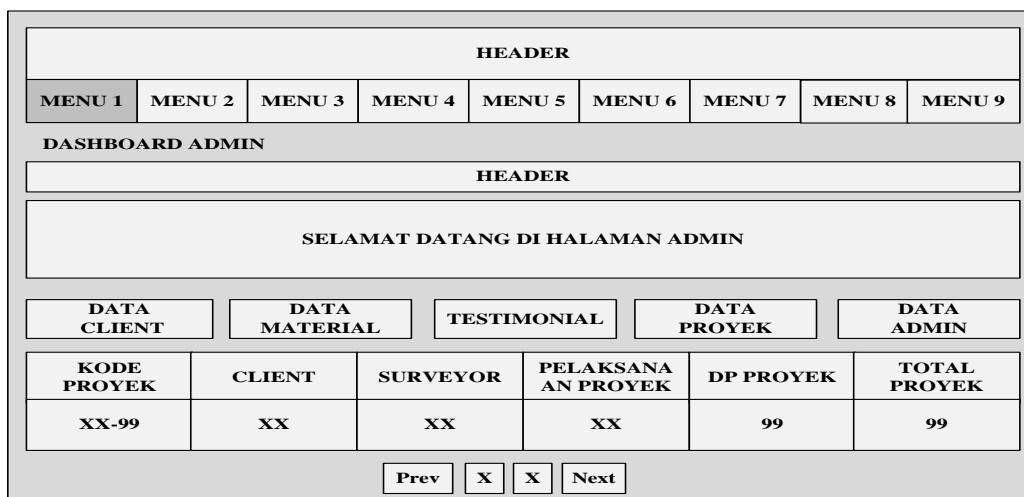 HEADER
MENU 1 MENU 2 MENU 3 MENU 4 MENU 5 MENU 6 MENU 7 MENU 8 MENU 9
DASHBOARD ADMIN
HEADER
SELAMAT DATANG DI HALAMAN ADMIN
DATA
CLIENT
DATA
MATERIAL
TESTIMONIAL
DATA
PROYEK
DATA
ADMIN
KODE
PROYEK
CLIENT
SURVEYOR
PELAKSANA
AN PROYEK
DP PROYEK
TOTAL
PROYEK
XX-99 XX XX XX 99 99
Prev X X Next